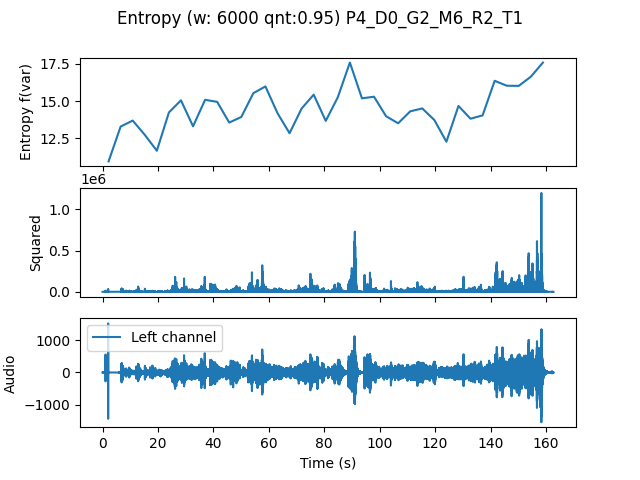 Entropy (w: 6000 qnt:0.95) P4_D0_G2_M6_R2_T1
Entropy f(var)
17.5
15.0
12.5
1e6
Squared
1.0
0.5
0.0
Audio
Left channel
1000
0
−1000
0 20 40 60 80 100 120 140 160
Time (s)